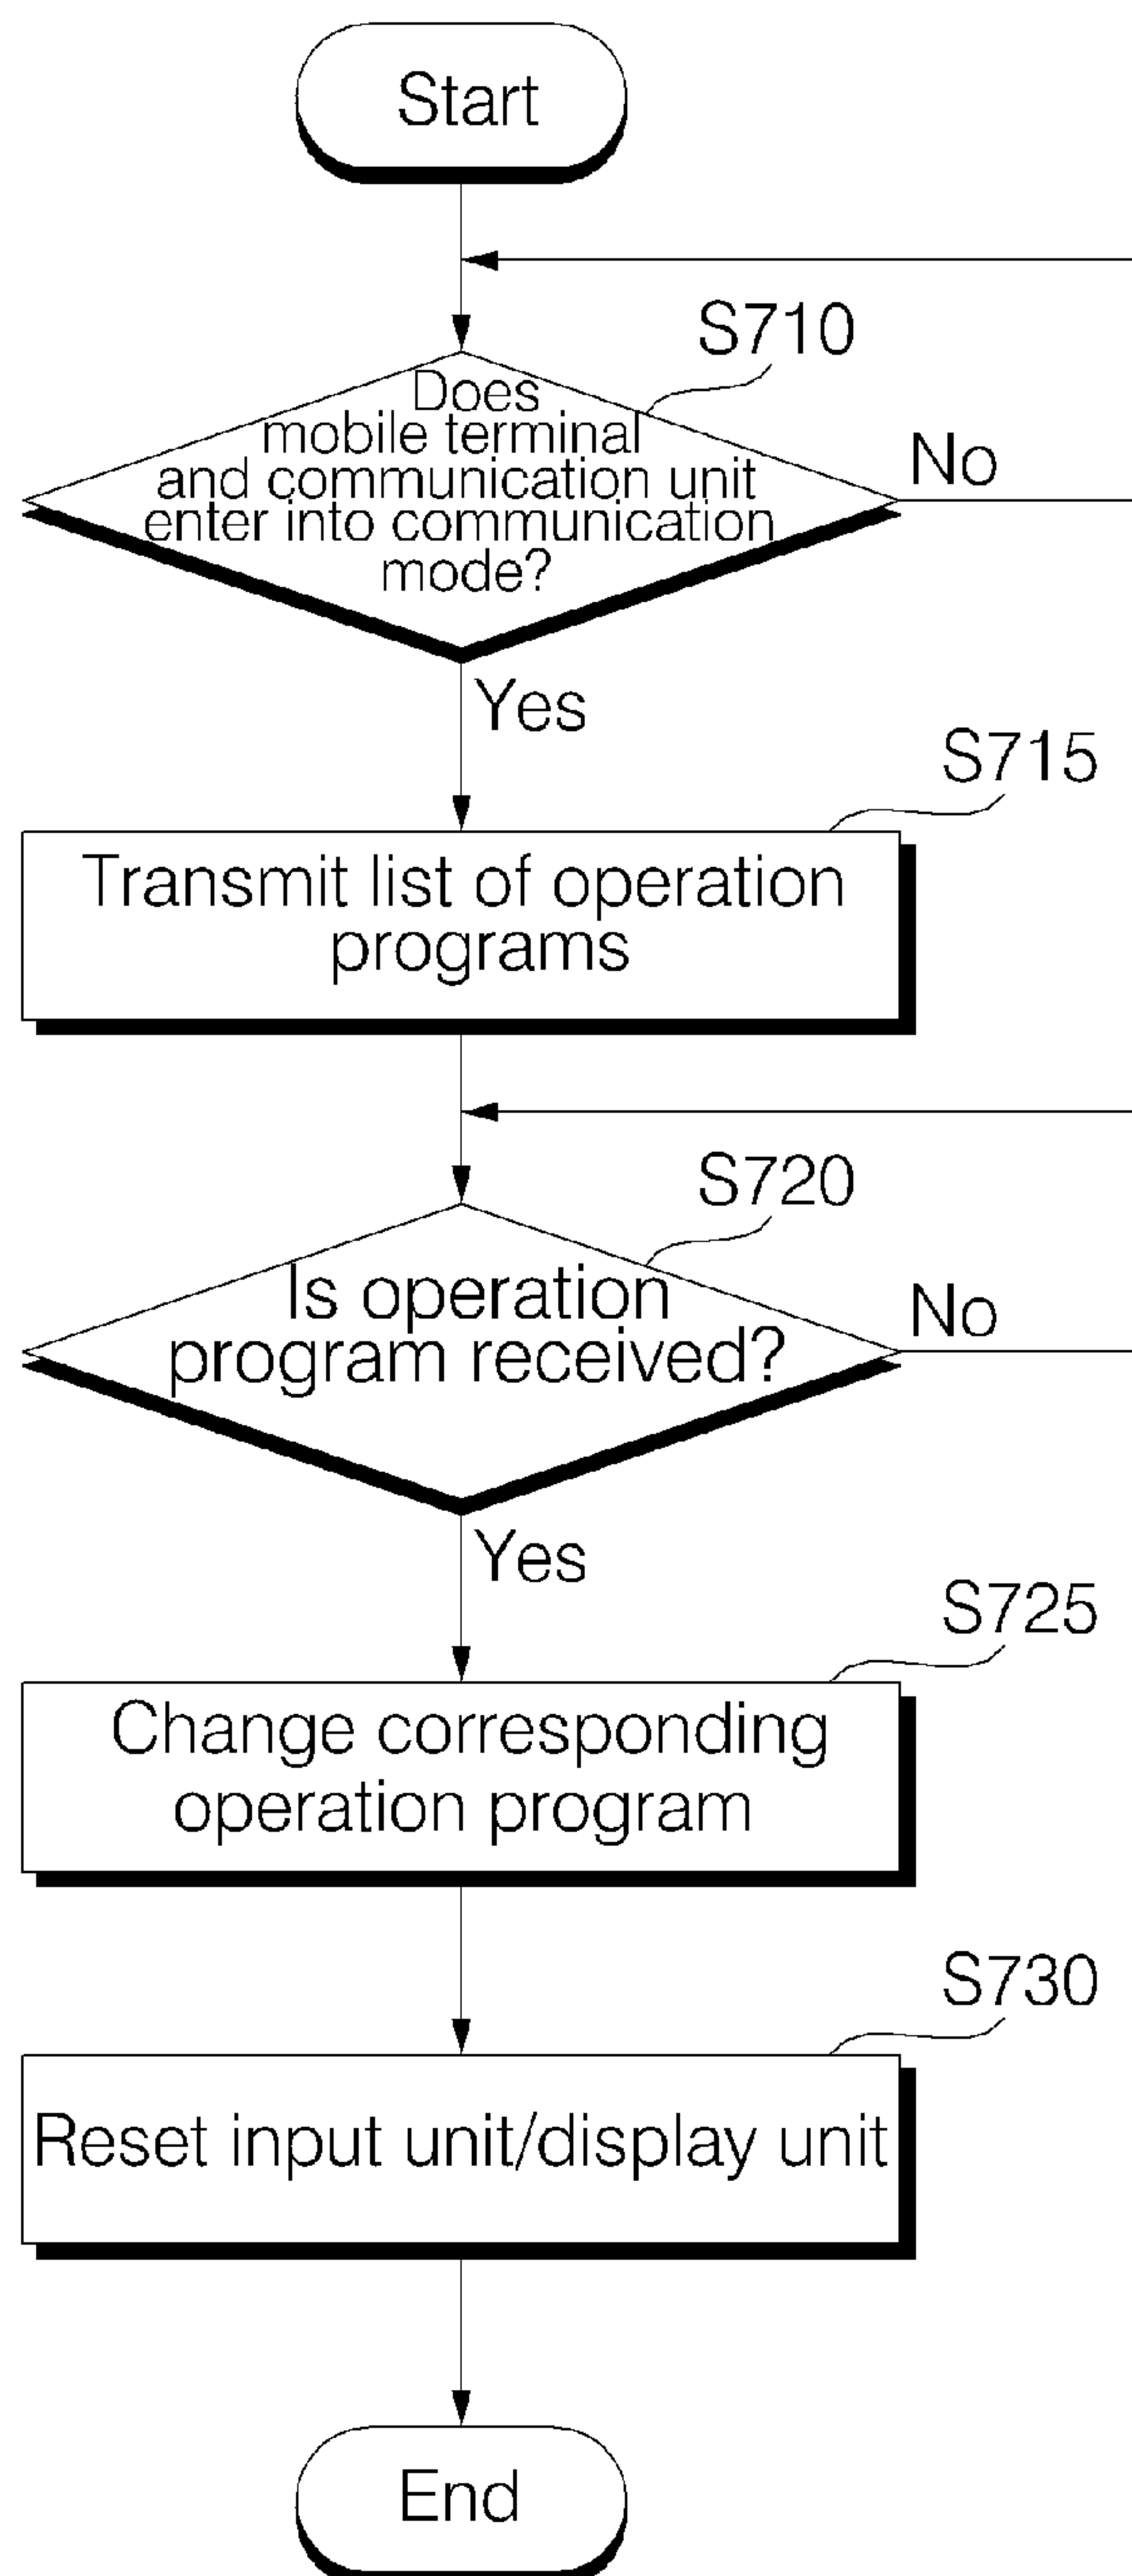 Start
S710
Does
mobile terminal
and communication unit
enter into communication
mode?
No
Yes
S715
Transmit list of operation
programs
S720
Is operation
program received?
No
Yes
S725
Change corresponding
operation program
S730
Reset input unit/display unit
End